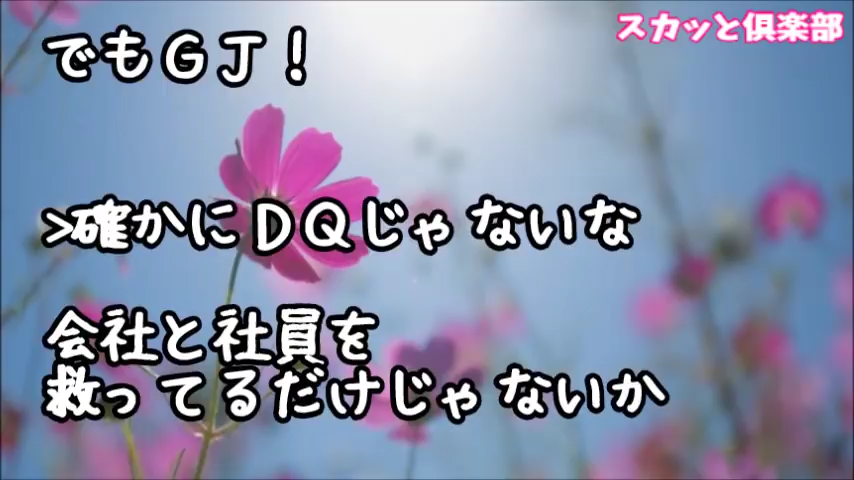 スカッと倶楽部
でもＧＪ！
>確かにＤＱじゃないな
会社と社員を
救ってるだけじゃないか